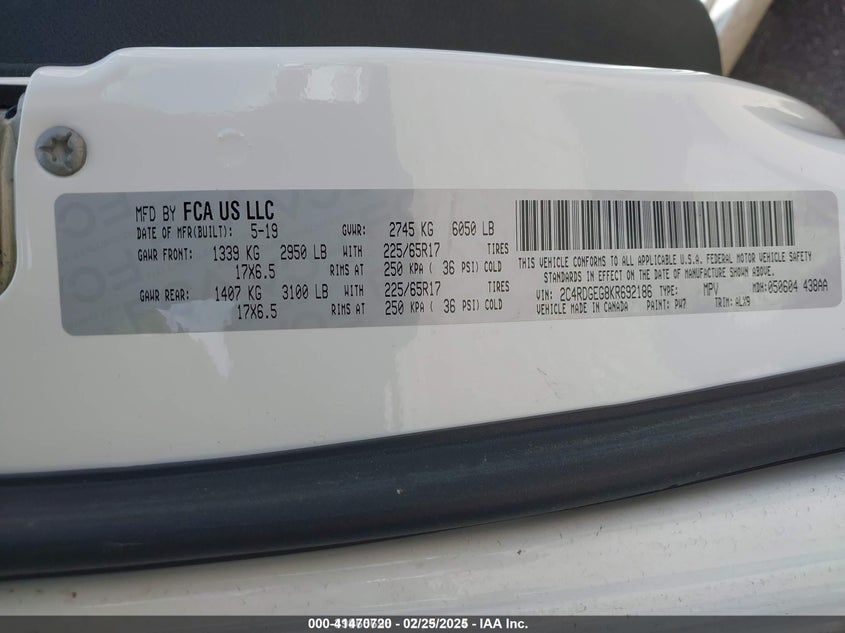 MFD BY FCA US LLC
DATE OF MFR(BUILT): 5-19 GVWR: 2745 KG 6050 LB
GAWR FRONT: 1339 KG 2950 LB WITH 225/65R17 TIRES
17X6.5 RIMS AT 250 KPA ( 36 PSI) COLD
GAWR REAR: 1407 KG 3100 LB WITH 225/65R17 TIRES
17X6.5 RIMS AT 250 KPA ( 36 PSI) COLD
THIS VEHICLE CONFORMS TO ALL APPLICABLE U.S.A. FEDERAL MOTOR VEHICLE SAFETY
STANDARDS IN EFFECT ON THE DATE OF MANUFACTURE SHOWN ABOVE.
VIN: 2C4RDGEG8KR692186 TYPE: MPV MDH: 050604 438AA
VEHICLE MADE IN CANADA PAINT: PW7 TRIM: ALX9
000-41470720 - 02/25/2025 - IAA Inc.